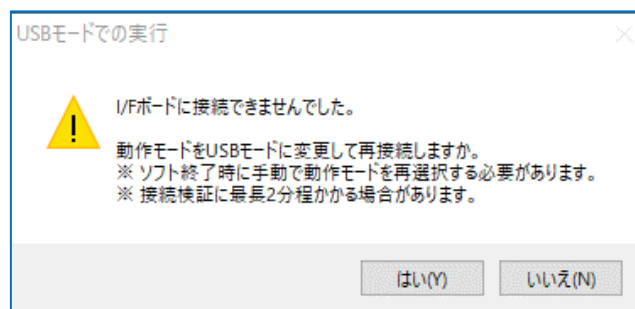 USBモードでの実行
I/Fボードに接続できませんでした。
動作モードをUSBモードに変更して再接続しますか。
※ ソフト終了時に手動で動作モードを再選択する必要があります。
※ 接続検証に最長2分程かかる場合があります。
はい(Y)
いいえ(N)